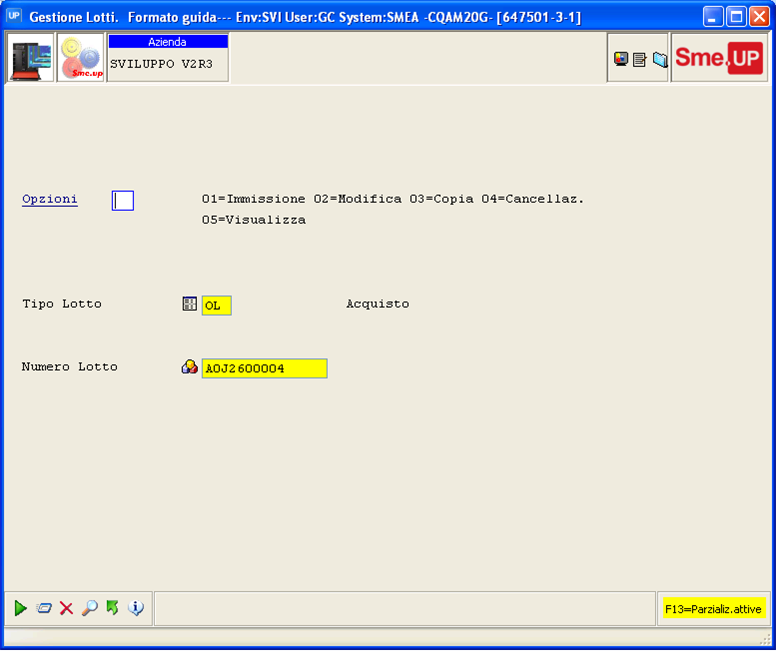 UP Gestione Lotti. Formato guida--- Env:SVI User:GC System:SMEA -CQAM20G- [647501-3-1]
Sme.up
Azienda
SVILUPPO V2R3
Sme.UP
Opzioni
01=Immissione 02=Modifica 03=Copia 04=Cancellaz.
05=Visualizza
Tipo Lotto OL Acquisto
Numero Lotto A0J2600004
F13=Parzializ.attive